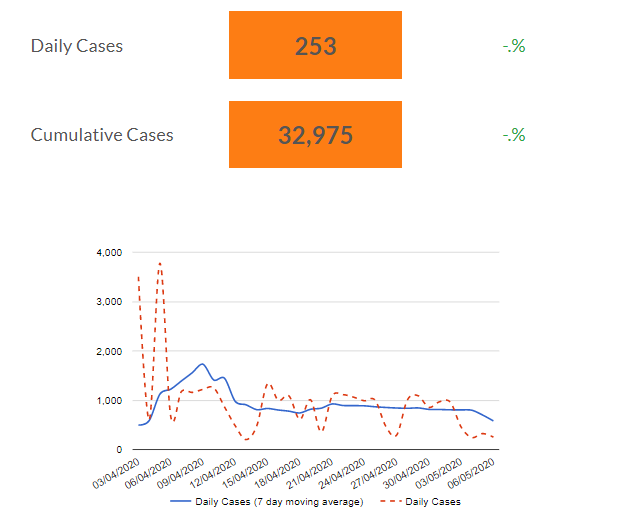 Daily Cases 253 -.%
Cumulative Cases 32,975 -.%
4,000
3,000
2,000
1,000
0
03/04/2020 06/04/2020 09/04/2020 12/04/2020 15/04/2020 18/04/2020 21/04/2020 24/04/2020 27/04/2020 30/04/2020 03/05/2020 06/05/2020
Daily Cases (7 day moving average) Daily Cases